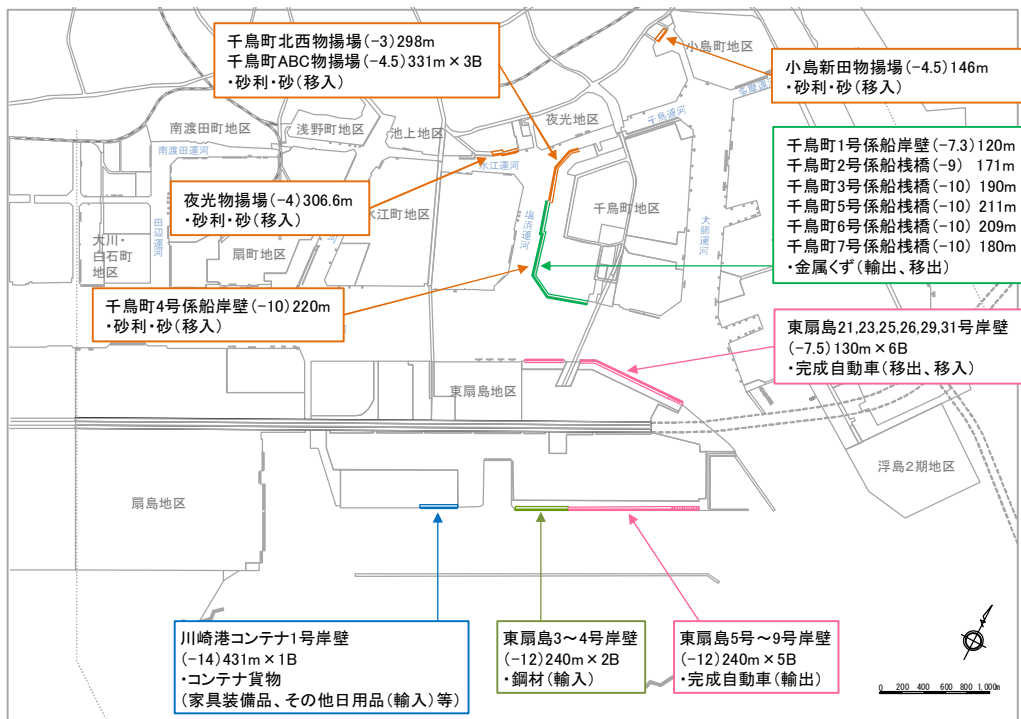 千鳥町北西物揚場(-3)298m
千鳥町ABC物揚場(-4.5)331m×3B
・砂利・砂(移入)
小島町地区
小島新田物揚場(-4.5)146m
・砂利・砂(移入)
多摩運河
南渡田町地区
浅野町地区
池上地区
夜光地区
千鳥運河
南渡田運河
水江運河
千鳥町1号係船岸壁(-7.3)120m
千鳥町2号係船桟橋(-9) 171m
千鳥町3号係船桟橋(-10) 190m
千鳥町5号係船桟橋(-10) 211m
千鳥町6号係船桟橋(-10) 209m
千鳥町7号係船桟橋(-10) 180m
・金属くず(輸出、移出)
夜光物揚場(-4)306.6m
・砂利・砂(移入)
田辺運河
水江町地区
塩浜運河
千鳥町地区
大師運河
大川・
白石町
地区
扇町地区
河
千鳥町4号係船岸壁(-10)220m
・砂利・砂(移入)
東扇島21,23,25,26,29,31号岸壁
(-7.5)130m×6B
・完成自動車(移出、移入)
東扇島地区
浮島2期地区
扇島地区
川崎港コンテナ1号岸壁
(-14)431m×1B
・コンテナ貨物
(家具装備品、その他日用品(輸入)等)
東扇島3～4号岸壁
(-12)240m×2B
・鋼材(輸入)
東扇島5号～9号岸壁
(-12)240m×5B
・完成自動車(輸出)
0 200 400 600 800 1,000m